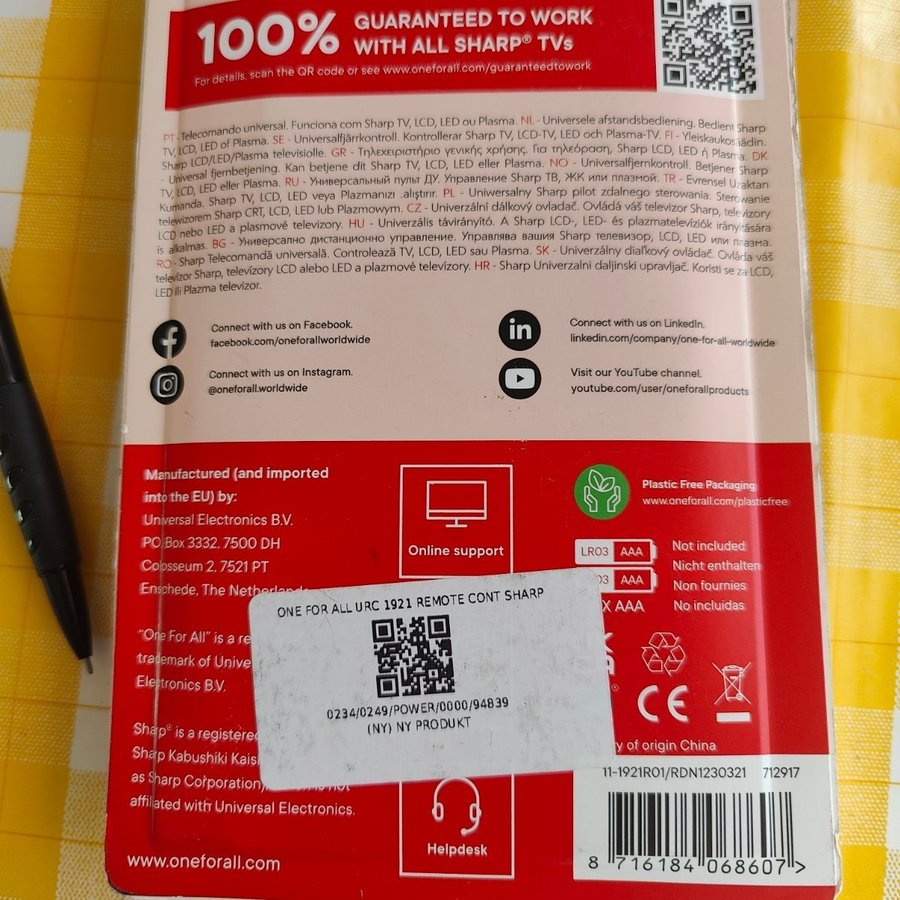 100% GUARANTEED TO WORK
WITH ALL SHARP® TVs
For details, scan the QR code or see www.oneforall.com/guaranteedtowork
PT - Telecomando universal. Funciona com Sharp TV, LCD, LED ou Plasma. NL - Universele afstandsbediening. Bedient Sharp
TV, LCD, LED of Plasma. SE - Universalfjärrkontroll. Kontrollerar Sharp TV, LCD-TV, LED och Plasma-TV. FI - Yleiskaukosäädin.
Sharp LCD/LED/Plasma televisiolle. GR - Τηλεχειριστήριο γενικής χρήσης. Για τηλεόραση, Sharp LCD, LED ή Plasma. DK
- Universal fjernbetjening. Kan betjene dit Sharp TV, LCD, LED eller Plasma. NO - Universalfjernkontroll. Betjener Sharp
TV, LCD, LED eller Plasma. RU - Универсальный пульт ДУ. Управление Sharp ТВ, ЖК или плазмой. TR - Evrensel Uzaktan
Kumanda. Sharp TV, LCD, LED veya Plazmanızı .alıştırır. PL - Uniwersalny Sharp pilot zdalnego sterowania. Sterowanie
telewizorem Sharp CRT, LCD, LED lub Plazmowym. CZ - Univerzální dálkový ovladač. Ovládá váš televizor Sharp, televizory
LCD nebo LED a plasmové televizory. HU - Univerzális távirányító. A Sharp LCD-, LED- és plazmatelevíziók irányítására
is alkalmas. BG - Универсално дистанционно управление. Управлява вашия Sharp телевизор, LCD, LED или плазма.
RO - Sharp Telecomandă universală. Controlează TV, LCD, LED sau Plasma. SK - Univerzálny diaľkový ovládač. Ovláda váš
televízor Sharp, televízory LCD alebo LED a plazmové televízory. HR - Sharp Univerzalni daljinski upravljač. Koristi se za LCD,
LED ili Plazma televizor.
Connect with us on Facebook.
facebook.com/oneforallworldwide
Connect with us on LinkedIn.
linkedin.com/company/one-for-all-worldwide
Connect with us on Instagram.
@oneforall.worldwide
Visit our YouTube channel.
youtube.com/user/oneforallproducts
Manufactured (and imported
into the EU) by:
Universal Electronics B.V.
PO Box 3332, 7500 DH
Colosseum 2, 7521 PT
Enschede, The Netherland
"One For All" is a re
trademark of Unive
Electronics B.V.
Sharp® is a registere
Sharp Kabushiki Kais
as Sharp Corporation
affiliated with Universal Electronics.
www.oneforall.com
Online support
Helpdesk
Plastic Free Packaging
www.oneforall.com/plasticfree
LR03 AAA
03 AAA
X AAA
Not included
Nicht enthalten
Non fournies
No incluidas
CE
y of origin China
ONE FOR ALL URC 1921 REMOTE CONT SHARP
0234/0249/POWER/0000/94839
(NY) NY PRODUKT
11-1921R01/RDN1230321 712917
8 716184 068607 >